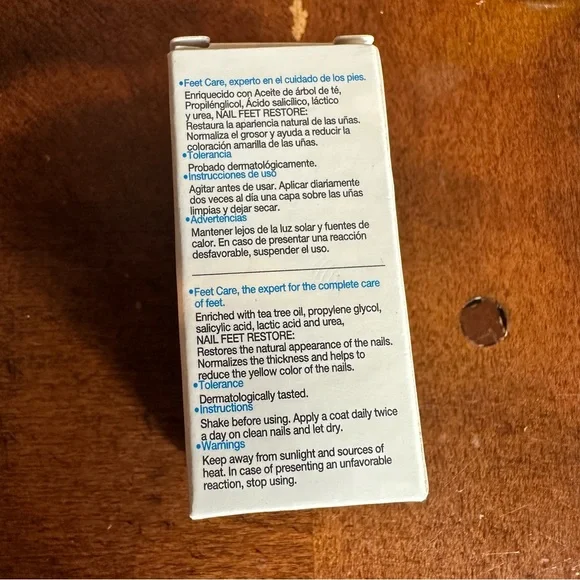 •Feet Care, experto en el cuidado de los pies.
Enriquecido con Aceite de árbol de té,
Propilénglicol, Ácido salicílico, láctico
y urea, NAIL FEET RESTORE:
Restaura la apariencia natural de las uñas.
Normaliza el grosor y ayuda a reducir la
coloración amarilla de las uñas.
•Tolerancia
Probado dermatológicamente.
•Instrucciones de uso
Agitar antes de usar. Aplicar diariamente
dos veces al día una capa sobre las uñas
limpias y dejar secar.
•Advertencias
Mantener lejos de la luz solar y fuentes de
calor. En caso de presentar una reacción
desfavorable, suspender el uso.
•Feet Care, the expert for the complete care
of feet.
Enriched with tea tree oil, propylene glycol,
salicylic acid, lactic acid and urea,
NAIL FEET RESTORE:
Restores the natural appearance of the nails.
Normalizes the thickness and helps to
reduce the yellow color of the nails.
•Tolerance
Dermatologically tasted.
•Instructions
Shake before using. Apply a coat daily twice
a day on clean nails and let dry.
•Warnings
Keep away from sunlight and sources of
heat. In case of presenting an unfavorable
reaction, stop using.